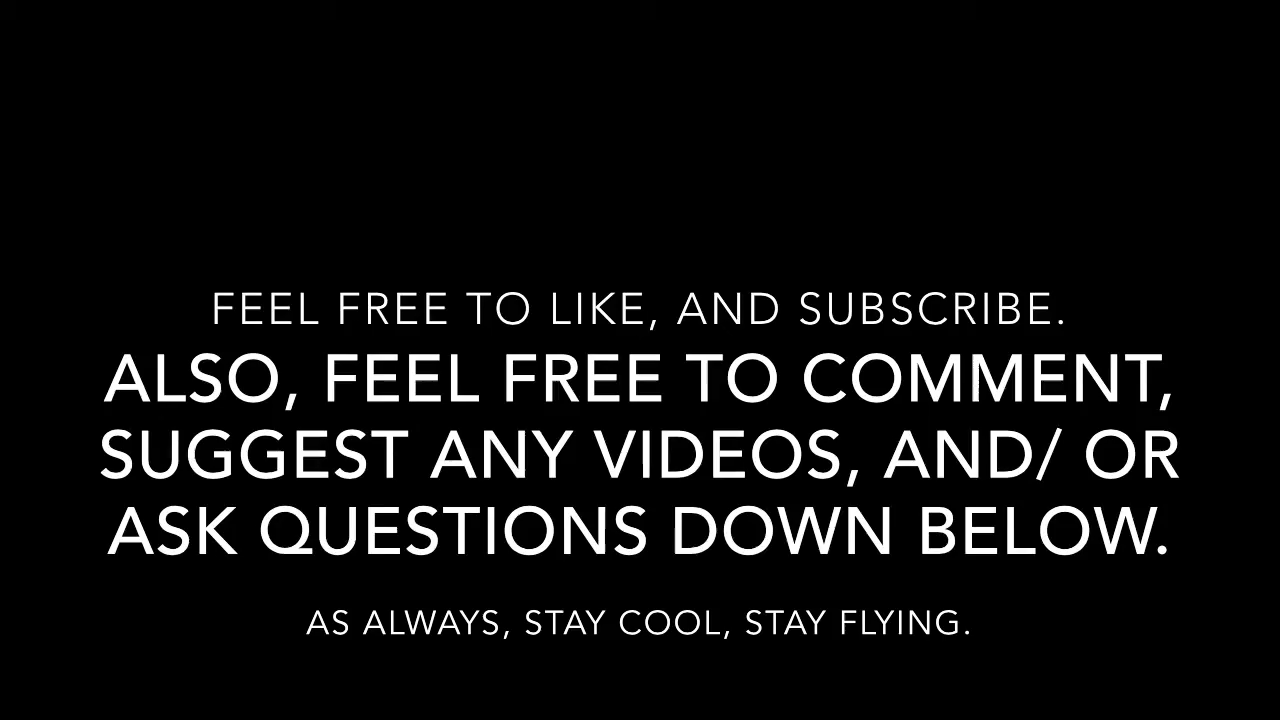 FEEL FREE TO LIKE, AND SUBSCRIBE.
ALSO, FEEL FREE TO COMMENT,
SUGGEST ANY VIDEOS, AND/ OR
ASK QUESTIONS DOWN BELOW.
AS ALWAYS, STAY COOL, STAY FLYING.